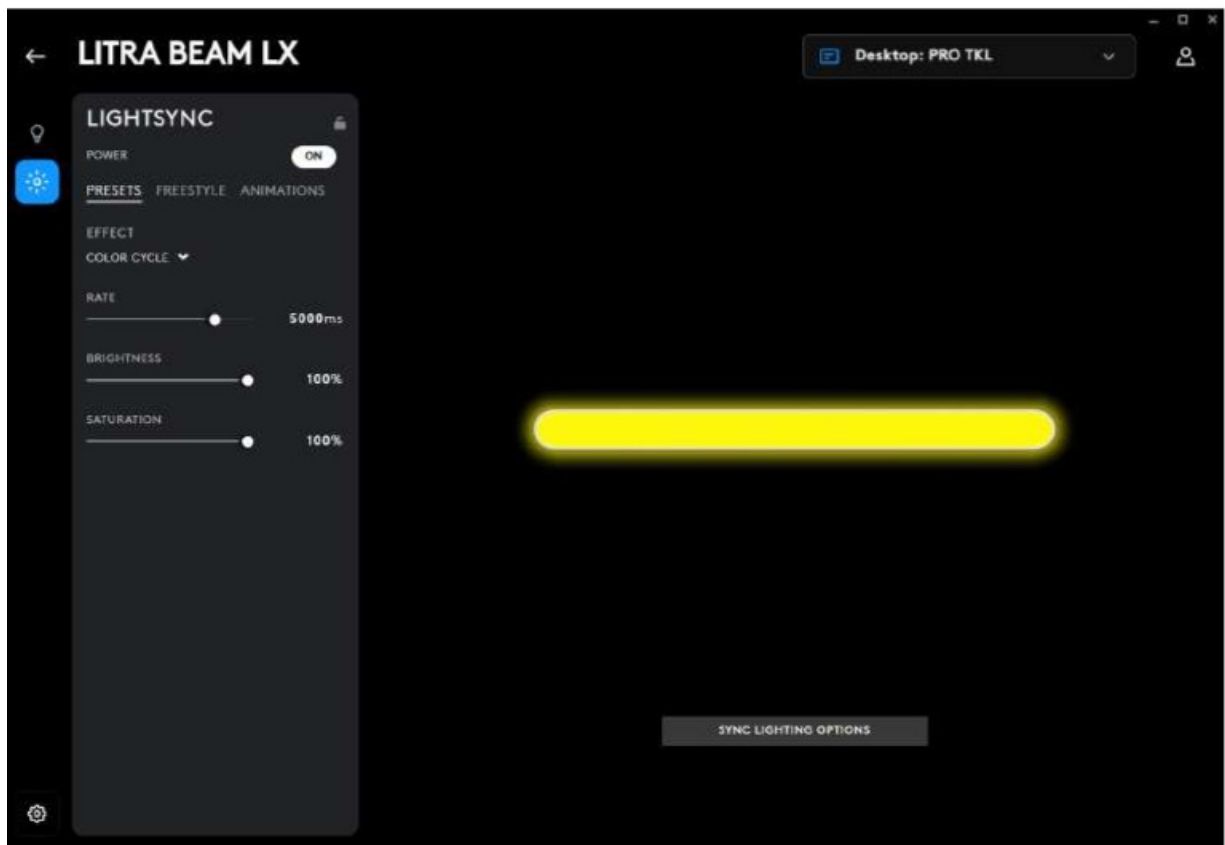 LITRA BEAM LX
Desktop: PRO TKL
LIGHTSYNC
POWER
ON
PRESETS FREESTYLE ANIMATIONS
EFFECT
COLOR CYCLE
RATE
5000ms
BRIGHTNESS
100%
SATURATION
100%
SYNC LIGHTING OPTIONS